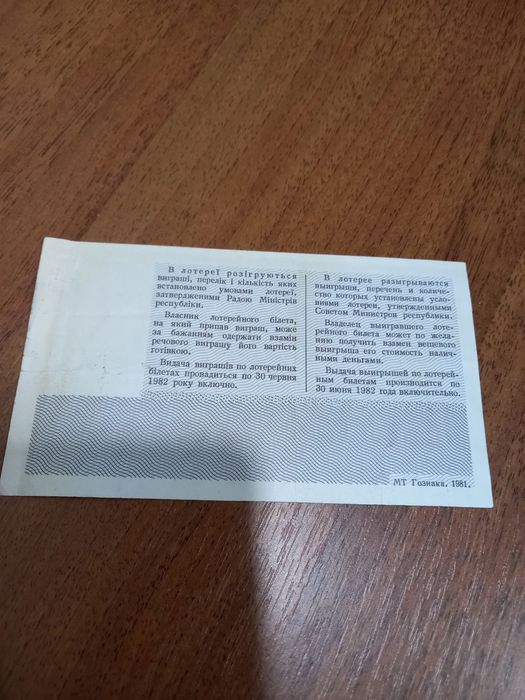 В лотереї розігруються
виграші, перелік і кількість яких
встановлено умовами лотереї,
затвердженими Радою Міністрів
республіки.
Власник лотерейного білета,
на який припав виграш, може
за бажанням одержати взамін
речового виграшу його вартість
готівкою.
Видача виграшів по лотерейних
білетах провадиться по 30 червня
1982 року включно.
В лотерее разыгрываются
выигрыши, перечень и количе-
ство которых установлены усло-
виями лотереи, утвержденными
Советом Министров республики.
Владелец выигравшего лоте-
рейного билета может по жела-
нию получить взамен вещевого
выигрыша его стоимость налич-
ными деньгами.
Выдача выигрышей по лотерей-
ным билетам производится по
30 июня 1982 года включительно.
МТ Гознака. 1981.